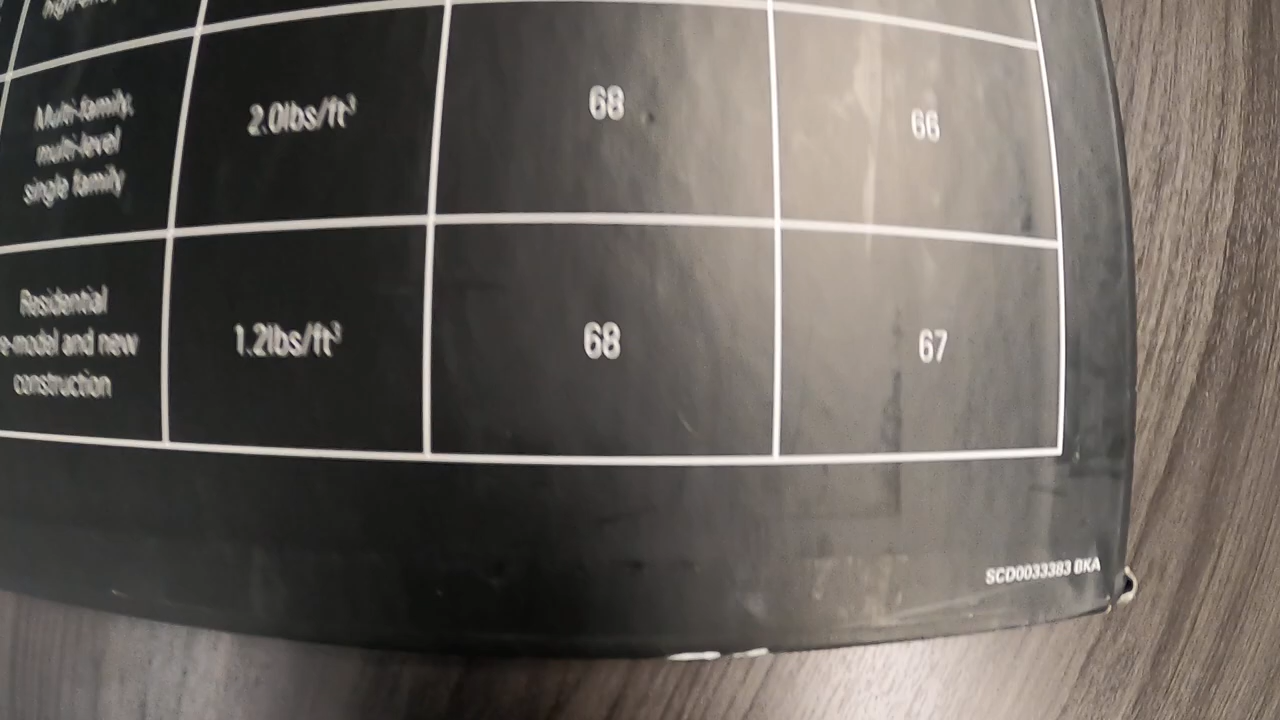 Multi-family,
multi-level
single family
2.0lbs/ft³
68
66
Residential
e-model and new
construction
1.2lbs/ft³
68
67
SCD0033383 BKA